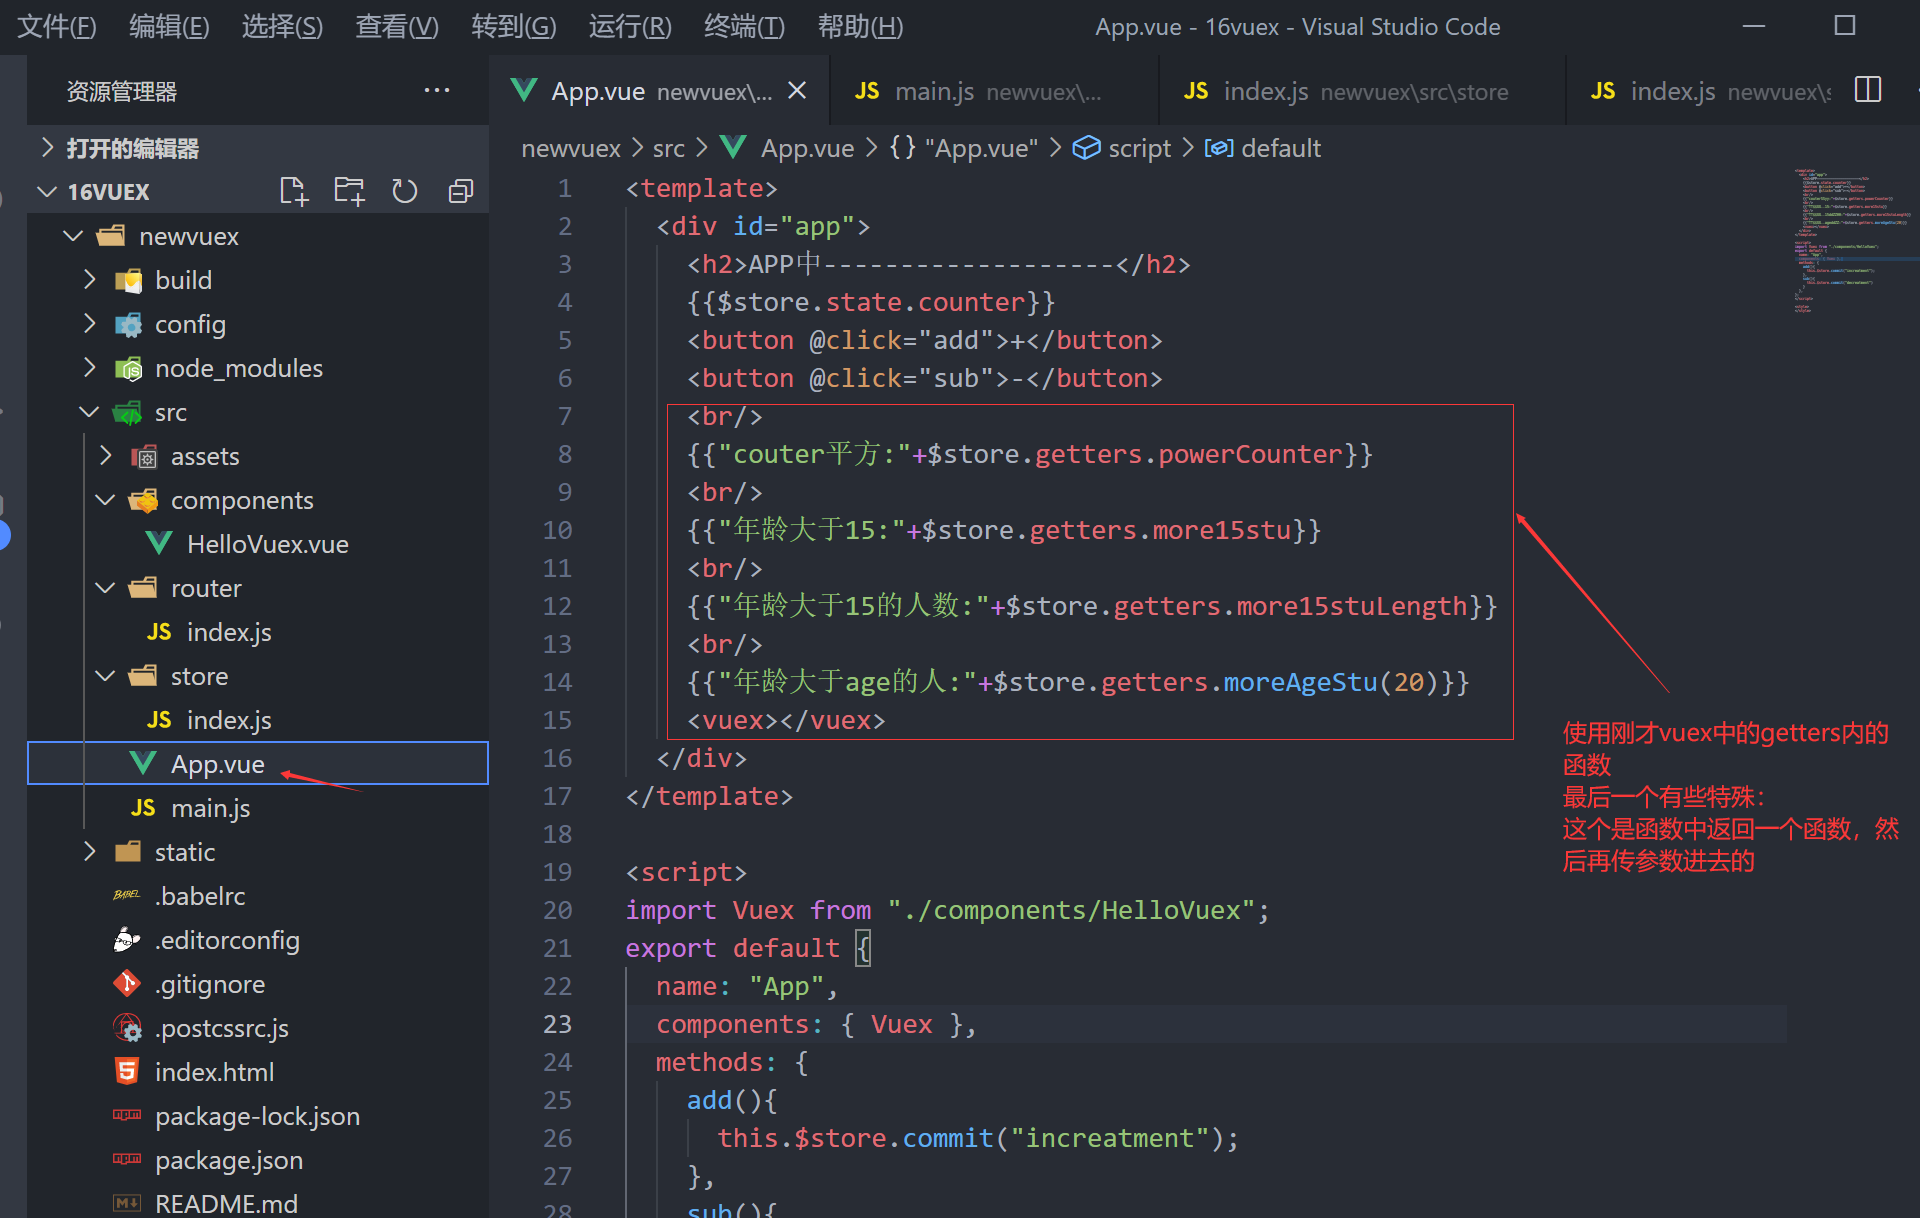 文件(F) 编辑(E) 选择(S) 查看(V) 转到(G) 运行(R) 终端(T) 帮助(H) App.vue - 16vuex - Visual Studio Code
资源管理器 ···
App.vue newvuex\... JS main.js newvuex\... JS index.js newvuex\src\store JS index.js newvuex\s
打开的编辑器
16VUEX
newvuex
build
config
node_modules
src
assets
components
HelloVuex.vue
router
JS index.js
store
JS index.js
App.vue
JS main.js
static
BABEL .babelrc
.editorconfig
.gitignore
.postcssrc.js
index.html
package-lock.json
package.json
README.md
newvuex > src > App.vue > {} "App.vue" > script > default
1 <template>
2 <div id="app">
3 <h2>APP中-------------------</h2>
4 {{$store.state.counter}}
5 <button @click="add">+</button>
6 <button @click="sub">-</button>
7 <br/>
8 {{"couter平方:"+$store.getters.powerCounter}}
9 <br/>
10 {{"年龄大于15:"+$store.getters.more15stu}}
11 <br/>
12 {{"年龄大于15的人数:"+$store.getters.more15stuLength}}
13 <br/>
14 {{"年龄大于age的人:"+$store.getters.moreAgeStu(20)}}
15 <vuex></vuex>
16 </div>
17 </template>
18
19 <script>
20 import Vuex from "./components/HelloVuex";
21 export default {
22 name: "App",
23 components: { Vuex },
24 methods: {
25 add(){
26 this.$store.commit("increatment");
27 },
28 sub(){
使用刚才vuex中的getters内的
函数
最后一个有些特殊：
这个是函数中返回一个函数，然
后再传参数进去的